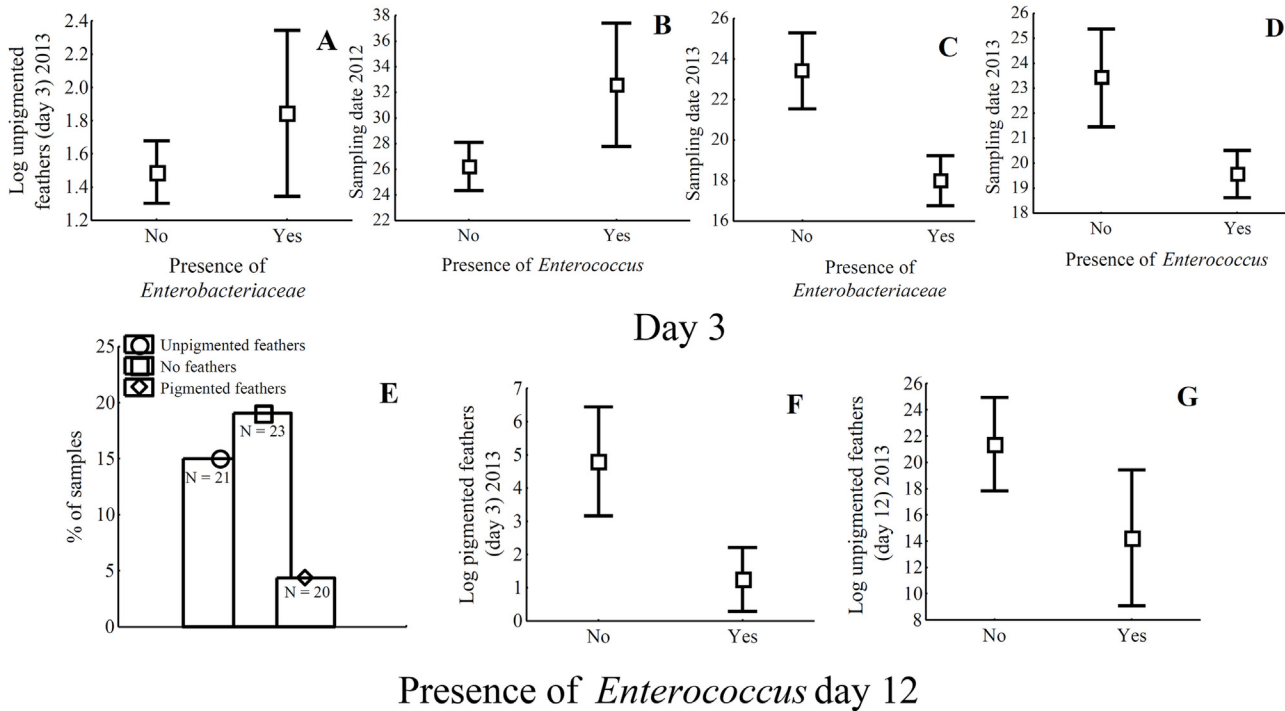 A
Log unpigmented
feathers (day 3) 2013
2.4
2.2
2.0
1.8
1.6
1.4
1.2
No Yes
Presence of
Enterobacteriaceae
B
Sampling date 2012
38
36
34
32
30
28
26
24
22
No Yes
Presence of Enterococcus
C
Sampling date 2013
26
24
22
20
18
16
No Yes
Presence of
Enterobacteriaceae
D
Sampling date 2013
26
25
24
23
22
21
20
19
18
No Yes
Presence of Enterococcus
Day 3
E
Unpigmented feathers
No feathers
Pigmented feathers
% of samples
25
20
15
10
5
0
N = 21
N = 23
N = 20
F
Log pigmented feathers
(day 3) 2013
7
6
5
4
3
2
1
0
No Yes
G
Log unpigmented feathers
(day 12) 2013
26
24
22
20
18
16
14
12
10
8
No Yes
Presence of Enterococcus day 12